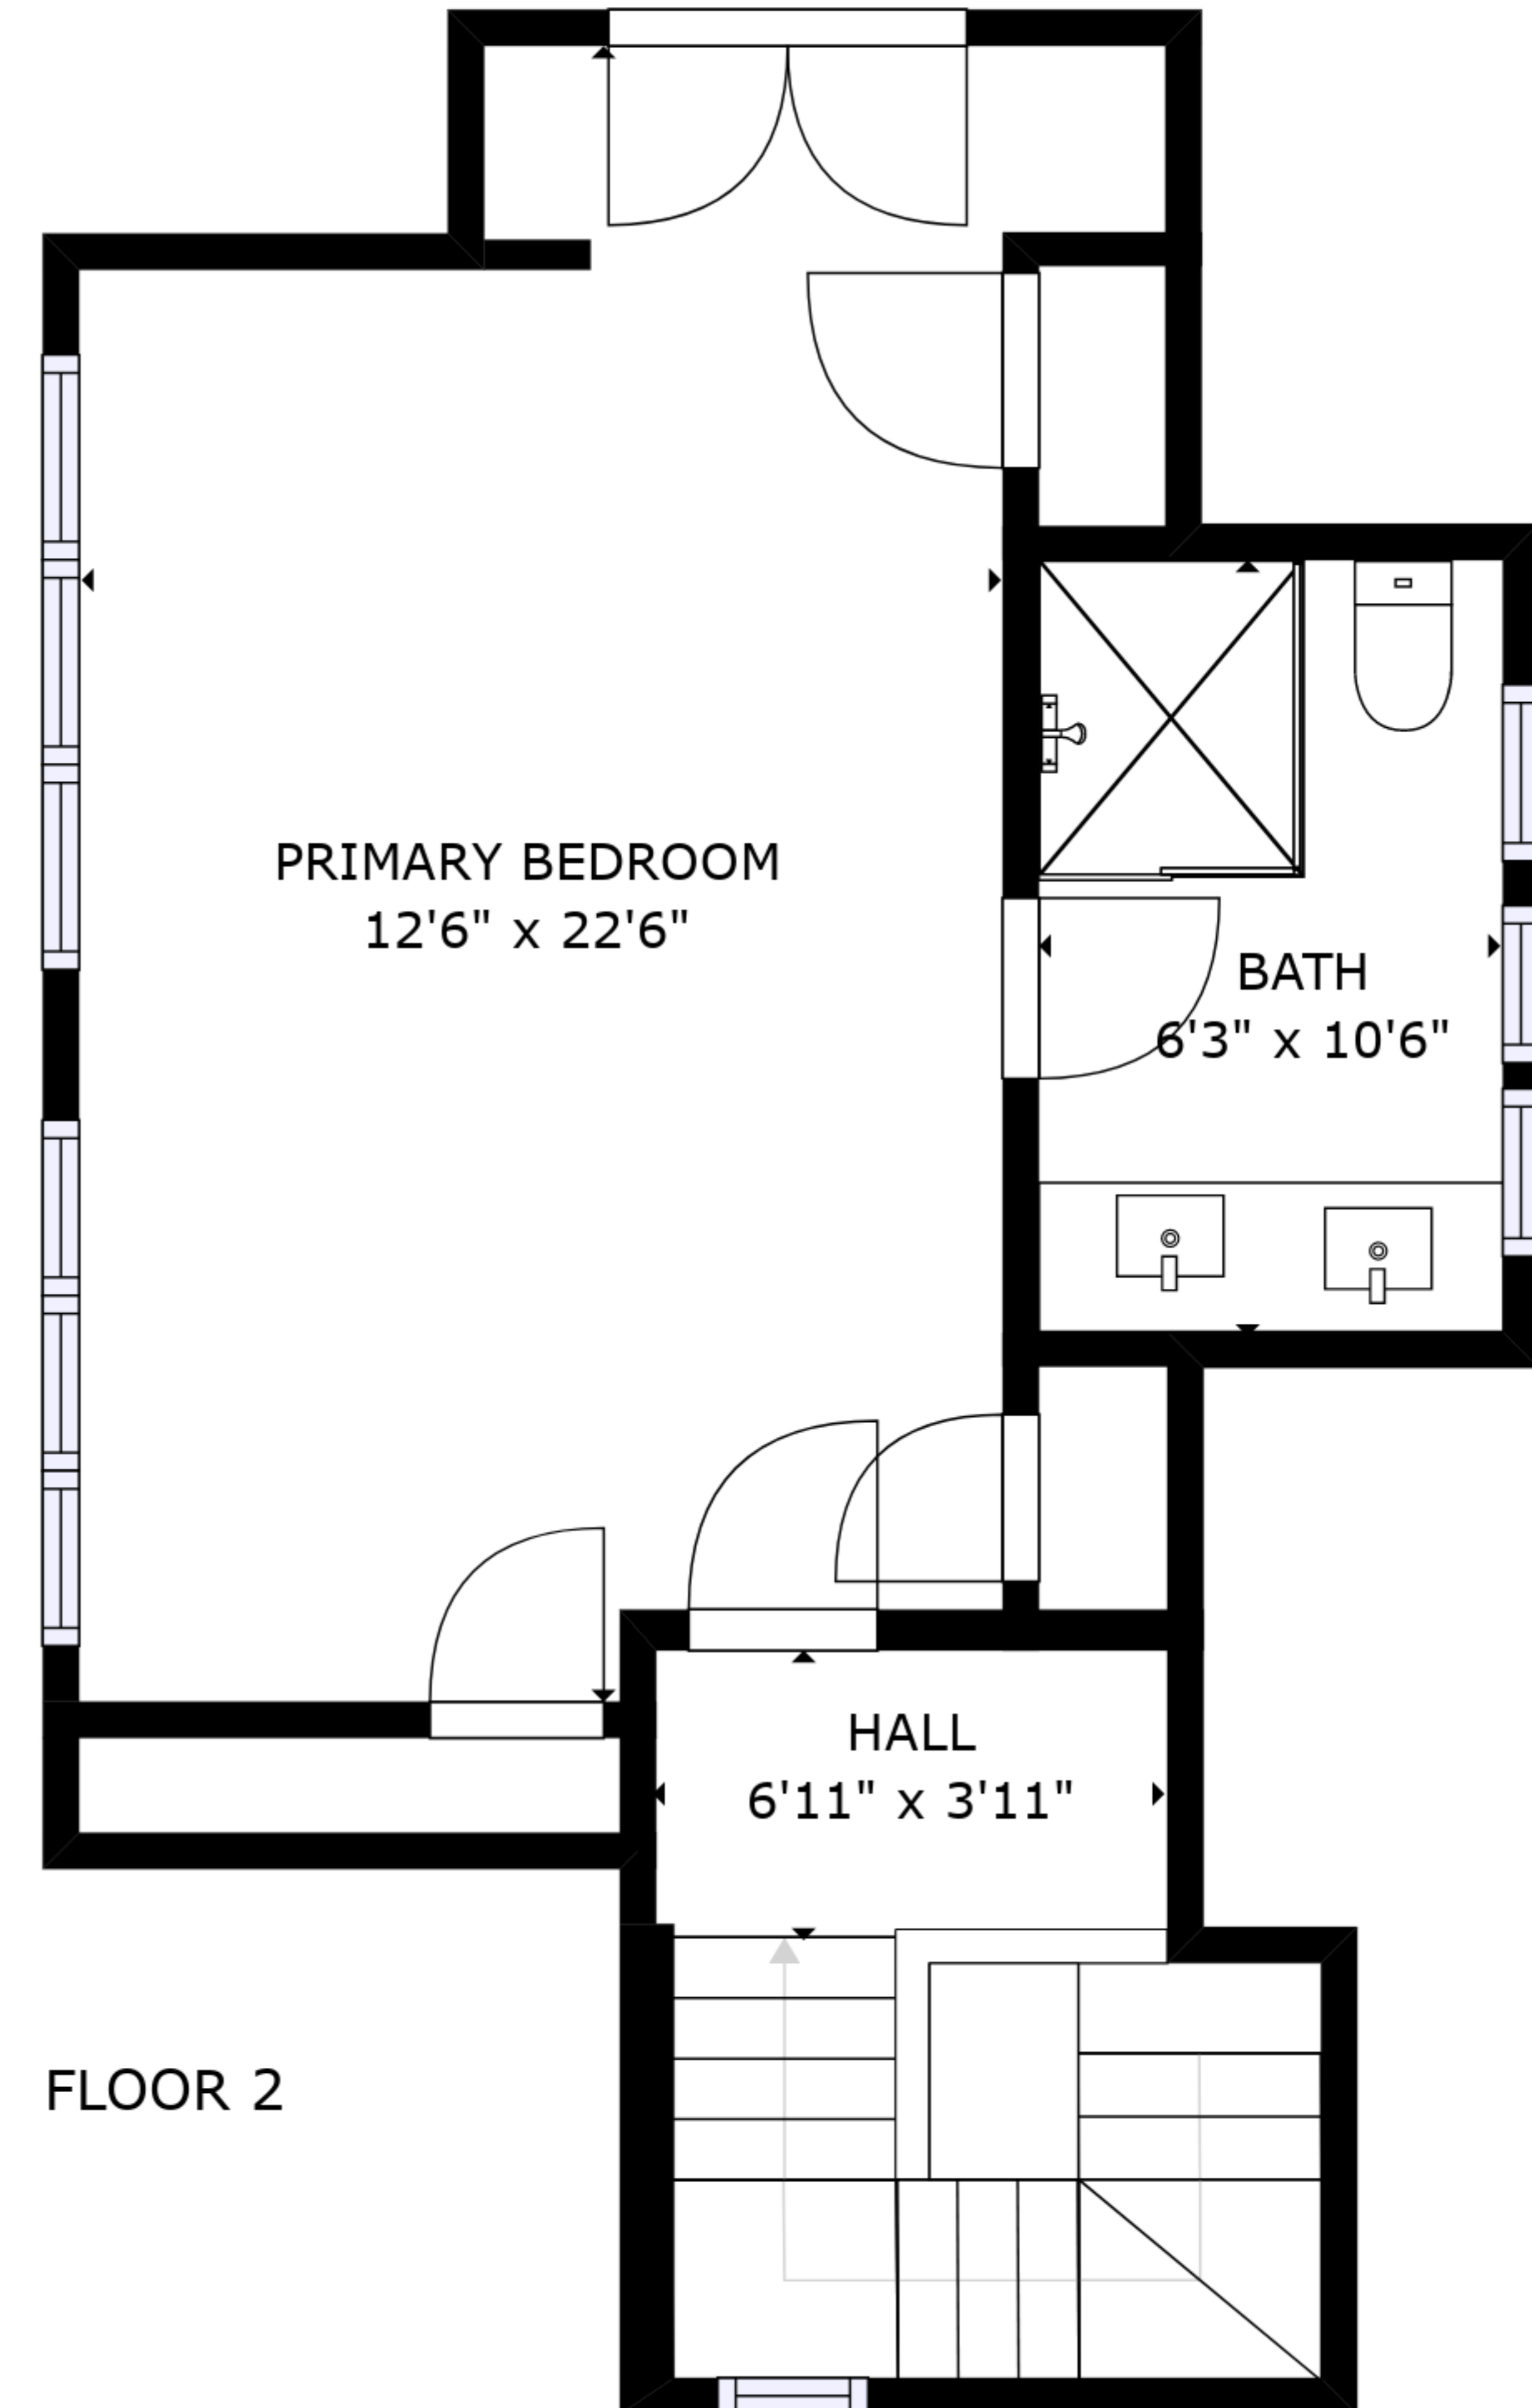 PRIMARY BEDROOM
12'6" x 22'6"
BATH
6'3" x 10'6"
HALL
6'11" x 3'11"
FLOOR 2